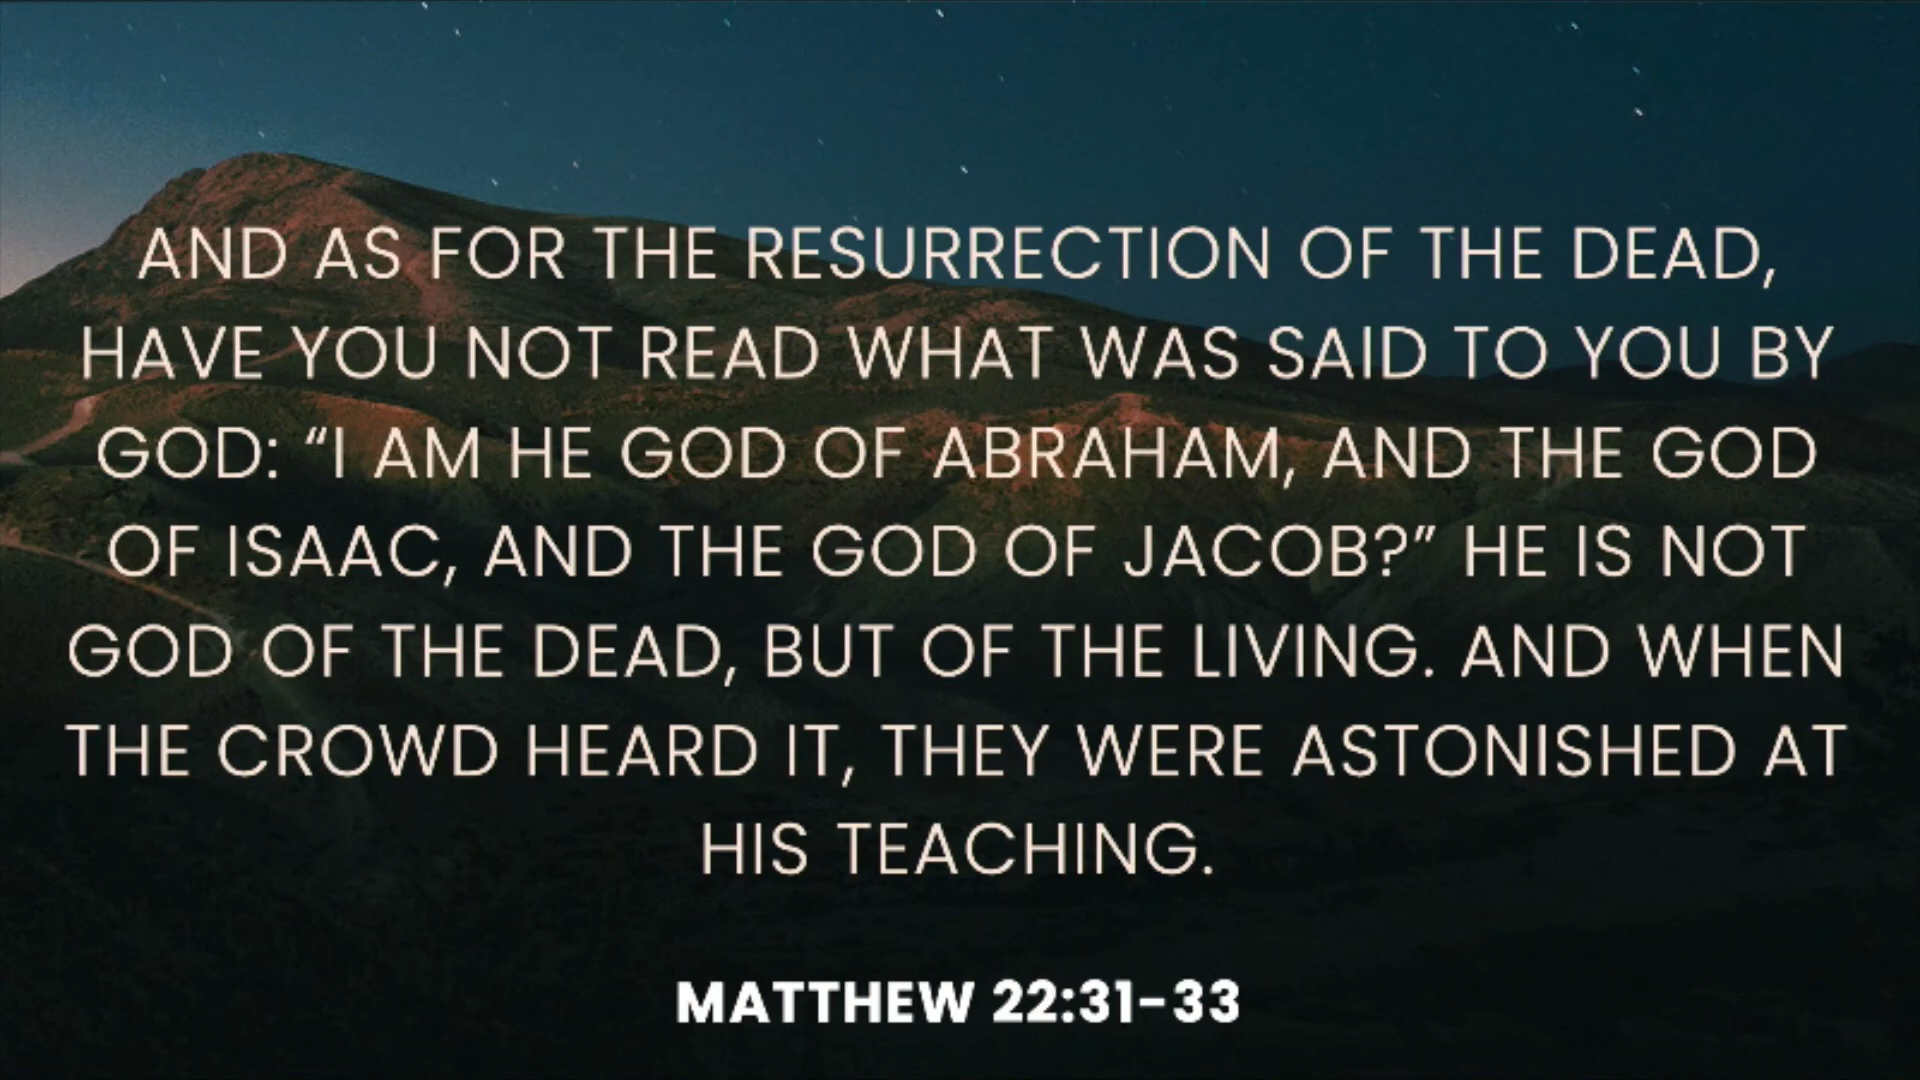 AND AS FOR THE RESURRECTION OF THE DEAD,
HAVE YOU NOT READ WHAT WAS SAID TO YOU BY
GOD: “I AM HE GOD OF ABRAHAM, AND THE GOD
OF ISAAC, AND THE GOD OF JACOB?” HE IS NOT
GOD OF THE DEAD, BUT OF THE LIVING. AND WHEN
THE CROWD HEARD IT, THEY WERE ASTONISHED AT
HIS TEACHING.
MATTHEW 22:31-33